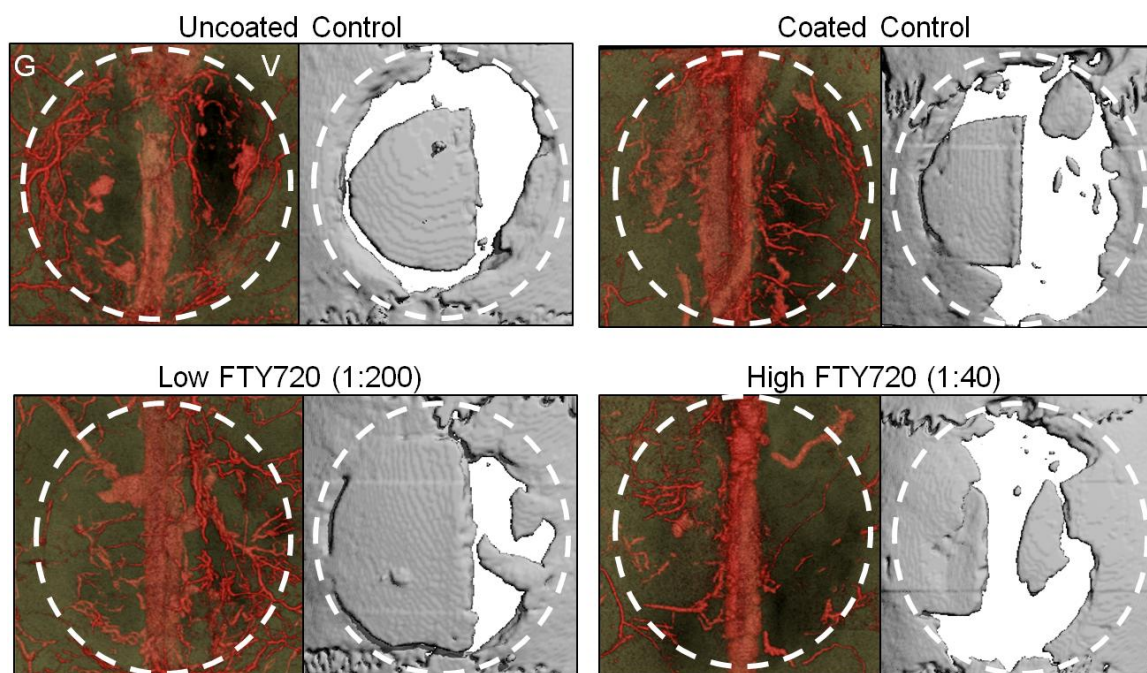 Uncoated Control
Coated Control
G V
Low FTY720 (1:200)
High FTY720 (1:40)